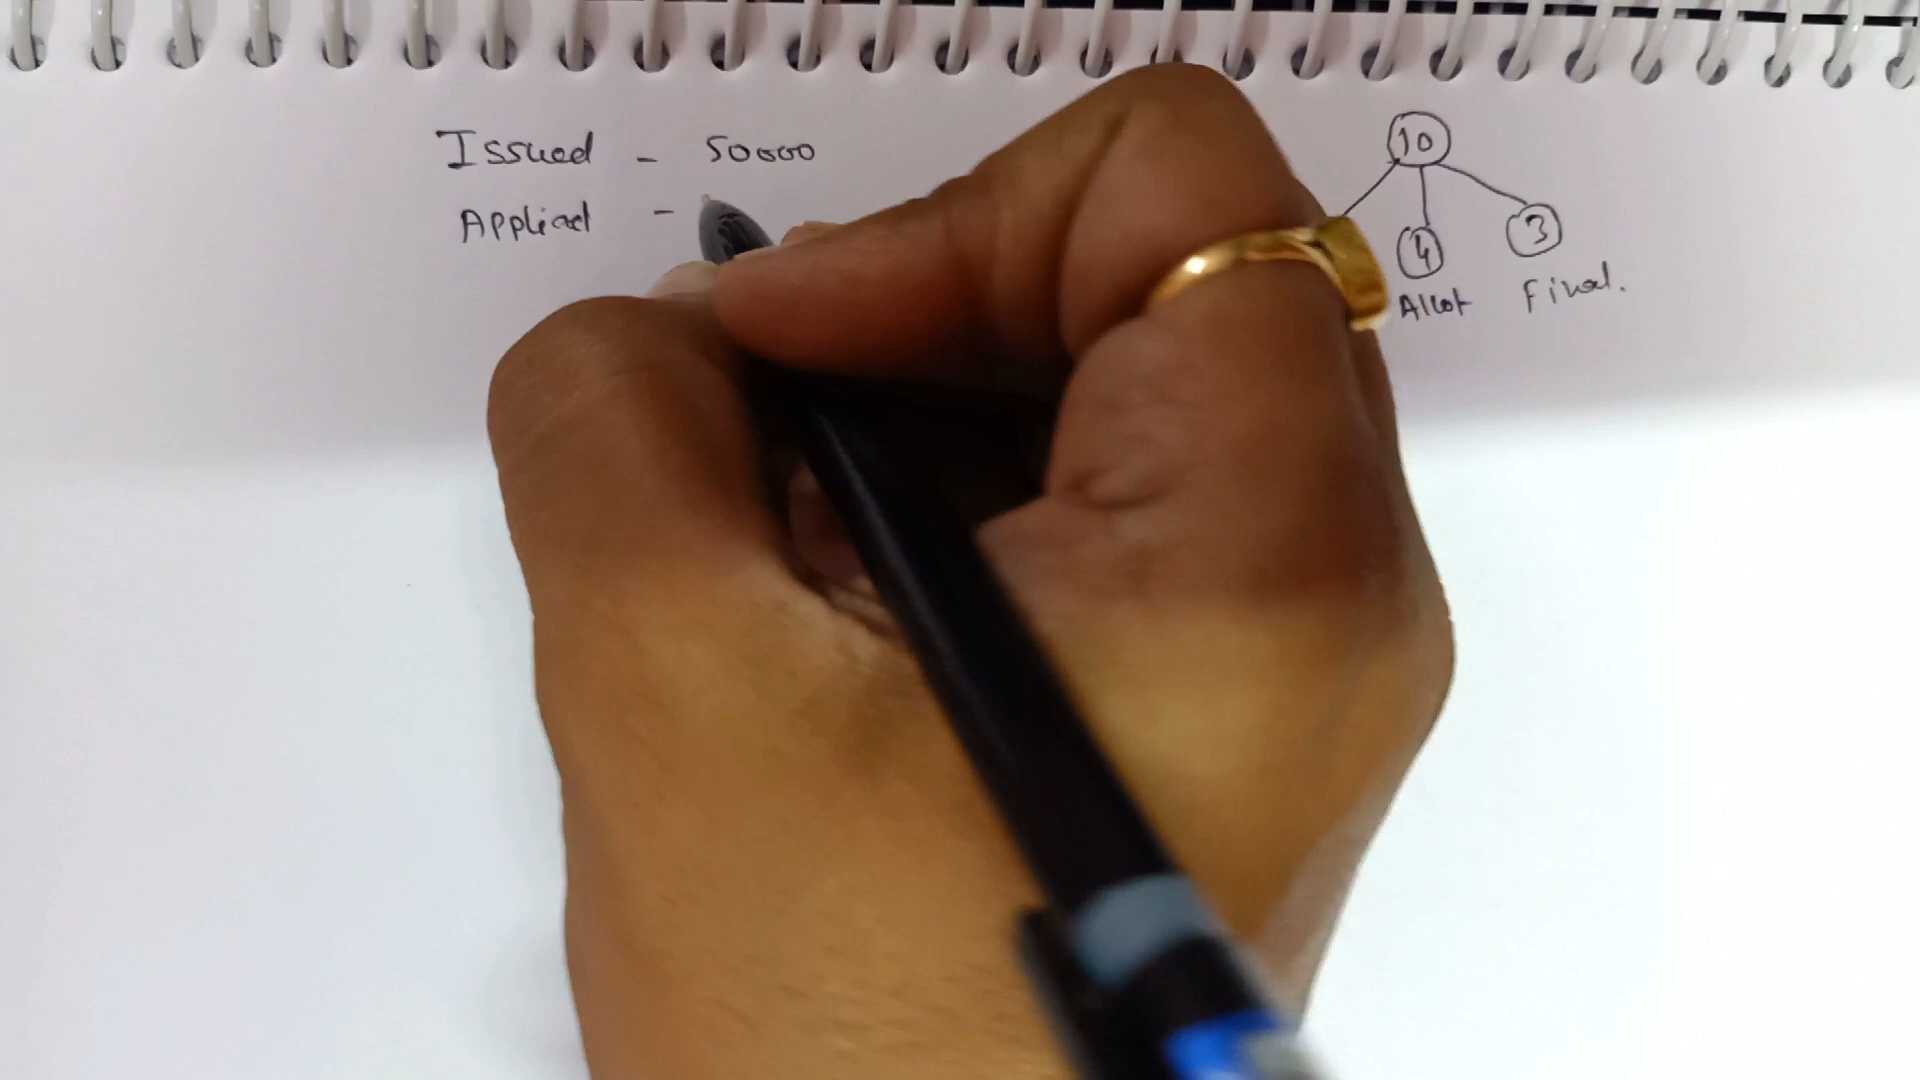 Issued - 50000
Applied -
10
4 3
Allot Final.